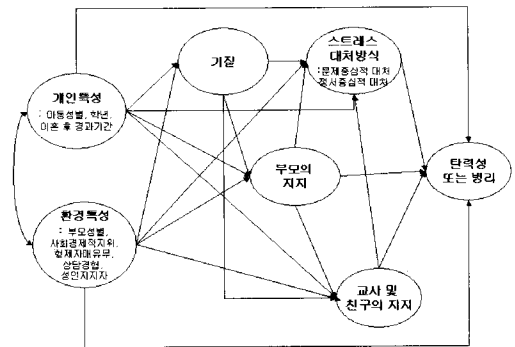 스트레스
대처방식
:문제중심적 대처
정서중심적 대처
기질
개인특성
: 아동성별, 학년,
이혼 후 경과기간
부모의
지지
탄력성
또는 병리
환경특성
: 부모성별,
사회경제적지위,
형제자매유무,
상담경험,
성인지지자
교사 및
친구의 지지